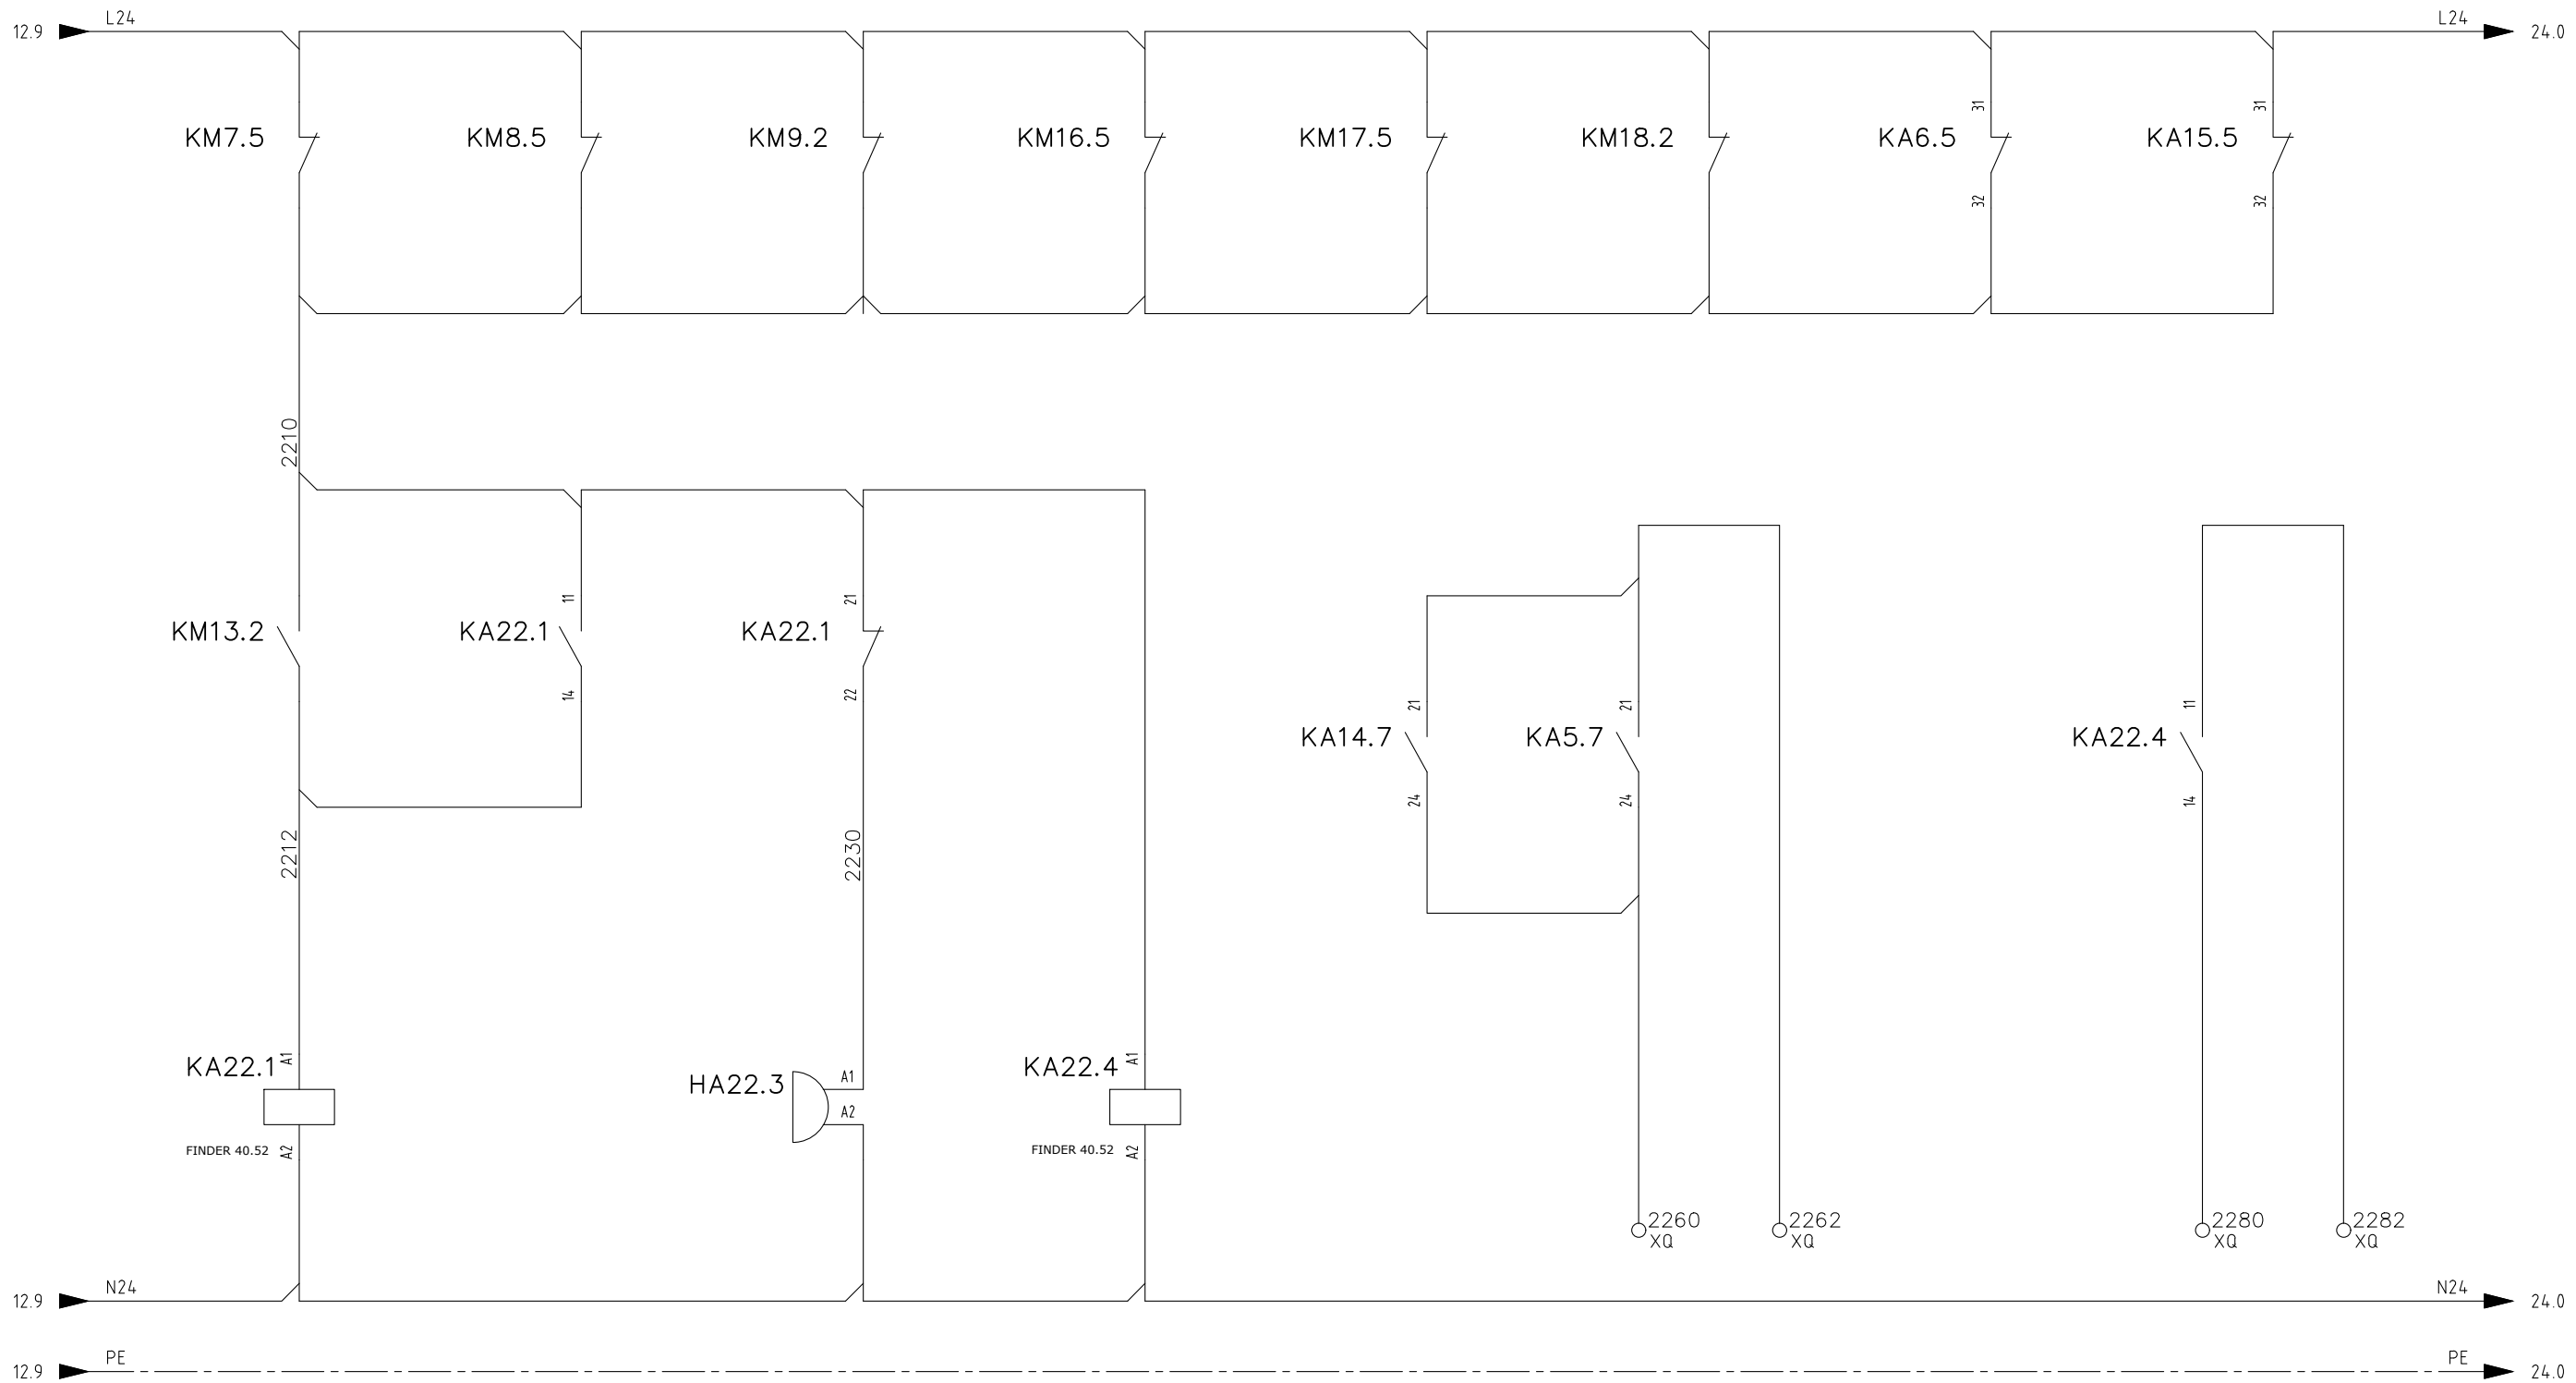 L24 L24
12.9 24.0
31 31
KM7.5 KM8.5 KM9.2 KM16.5 KM17.5 KM18.2 KA6.5 KA15.5
32 32
2210
11 21
KM13.2 KA22.1 KA22.1
14 22
21 21 11
KA14.7 KA5.7 KA22.4
24 24 14
2212 2230
KA22.1 A1 HA22.3 A1 KA22.4 A1
A2
FINDER 40.52 A2 FINDER 40.52 A2
2260 2262 2280 2282
XQ XQ XQ XQ
N24 N24
12.9 24.0
PE PE
12.9 24.0